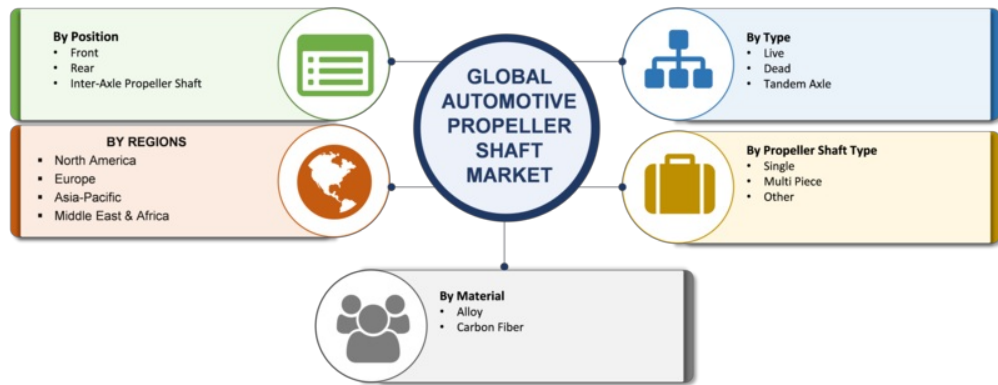 By Position
• Front
• Rear
• Inter-Axle Propeller Shaft
BY REGIONS
▪ North America
▪ Europe
▪ Asia-Pacific
▪ Middle East & Africa
GLOBAL
AUTOMOTIVE
PROPELLER
SHAFT
MARKET
By Type
• Live
• Dead
• Tandem Axle
By Propeller Shaft Type
• Single
• Multi Piece
• Other
By Material
• Alloy
• Carbon Fiber